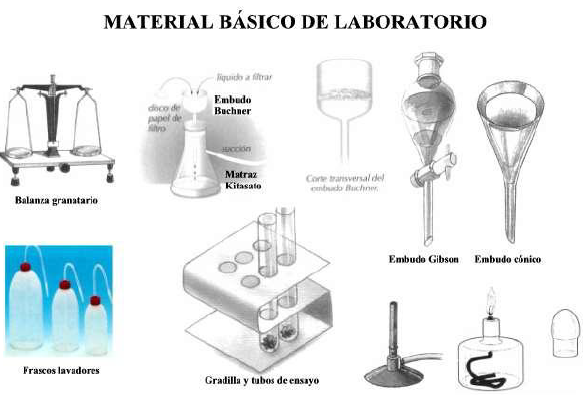 MATERIAL BÁSICO DE LABORATORIO
líquido a filtrar
disco de
papel de
filtro
Embudo
Buchner
succión
Matraz
Kitasato
Balanza granatario
Corte transversal del
embudo Buchner.
Embudo Gibson
Embudo cónico
Frascos lavadores
Gradilla y tubos de ensayo